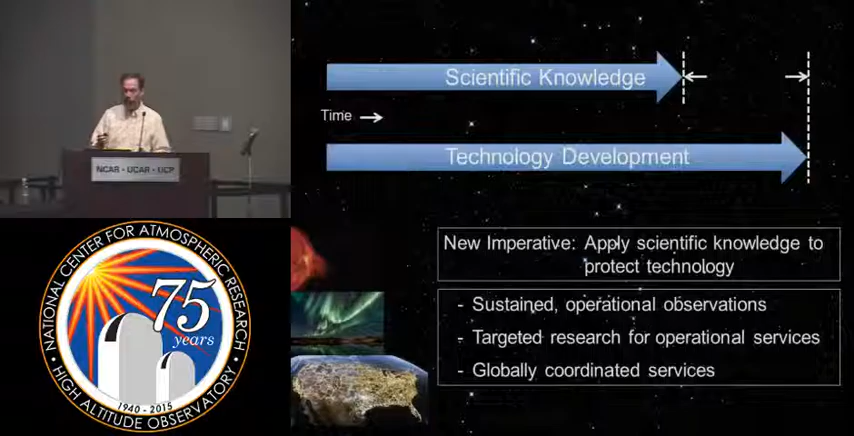 NCAR • UCAR • UCP
NATIONAL CENTER FOR ATMOSPHERIC RESEARCH
75
years
1940 - 2015
HIGH ALTITUDE OBSERVATORY
Scientific Knowledge
Time
Technology Development
New Imperative: Apply scientific knowledge to
protect technology
- Sustained, operational observations
- Targeted research for operational services
- Globally coordinated services